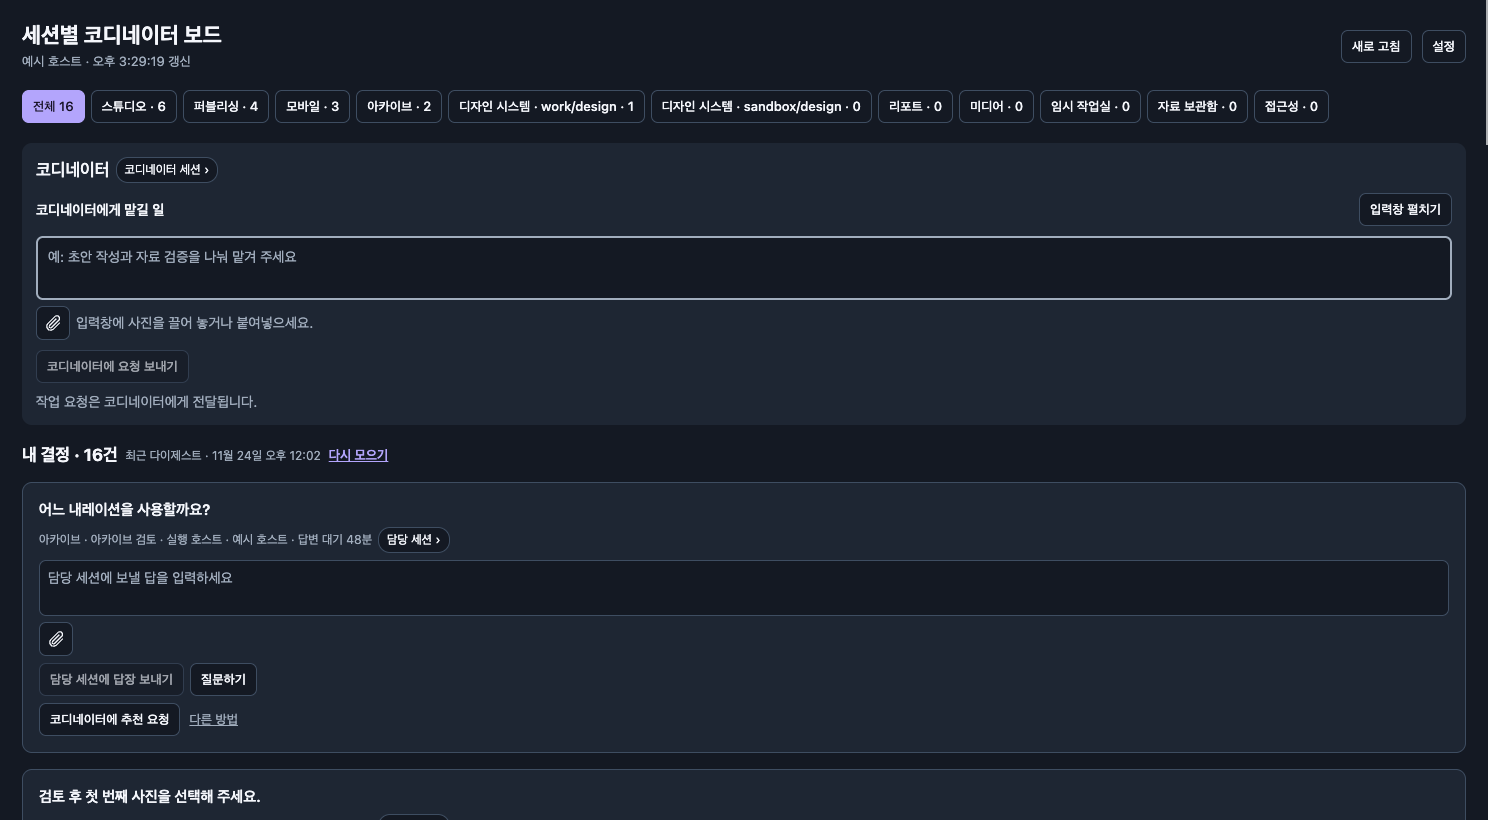 세션별 코디네이터 보드
예시 호스트 · 오후 3:29:19 갱신
새로 고침
설정
전체 16
스튜디오 · 6
퍼블리싱 · 4
모바일 · 3
아카이브 · 2
디자인 시스템 · work/design · 1
디자인 시스템 · sandbox/design · 0
리포트 · 0
미디어 · 0
임시 작업실 · 0
자료 보관함 · 0
접근성 · 0
코디네이터
코디네이터 세션 ›
코디네이터에게 맡길 일
입력창 펼치기
예: 초안 작성과 자료 검증을 나눠 맡겨 주세요
입력창에 사진을 끌어 놓거나 붙여넣으세요.
코디네이터에 요청 보내기
작업 요청은 코디네이터에게 전달됩니다.
내 결정 · 16건 최근 다이제스트 · 11월 24일 오후 12:02 다시 모으기
어느 내레이션을 사용할까요?
아카이브 · 아카이브 검토 · 실행 호스트 · 예시 호스트 · 답변 대기 48분 담당 세션 ›
담당 세션에 보낼 답을 입력하세요
담당 세션에 답장 보내기
질문하기
코디네이터에 추천 요청
다른 방법
검토 후 첫 번째 사진을 선택해 주세요.